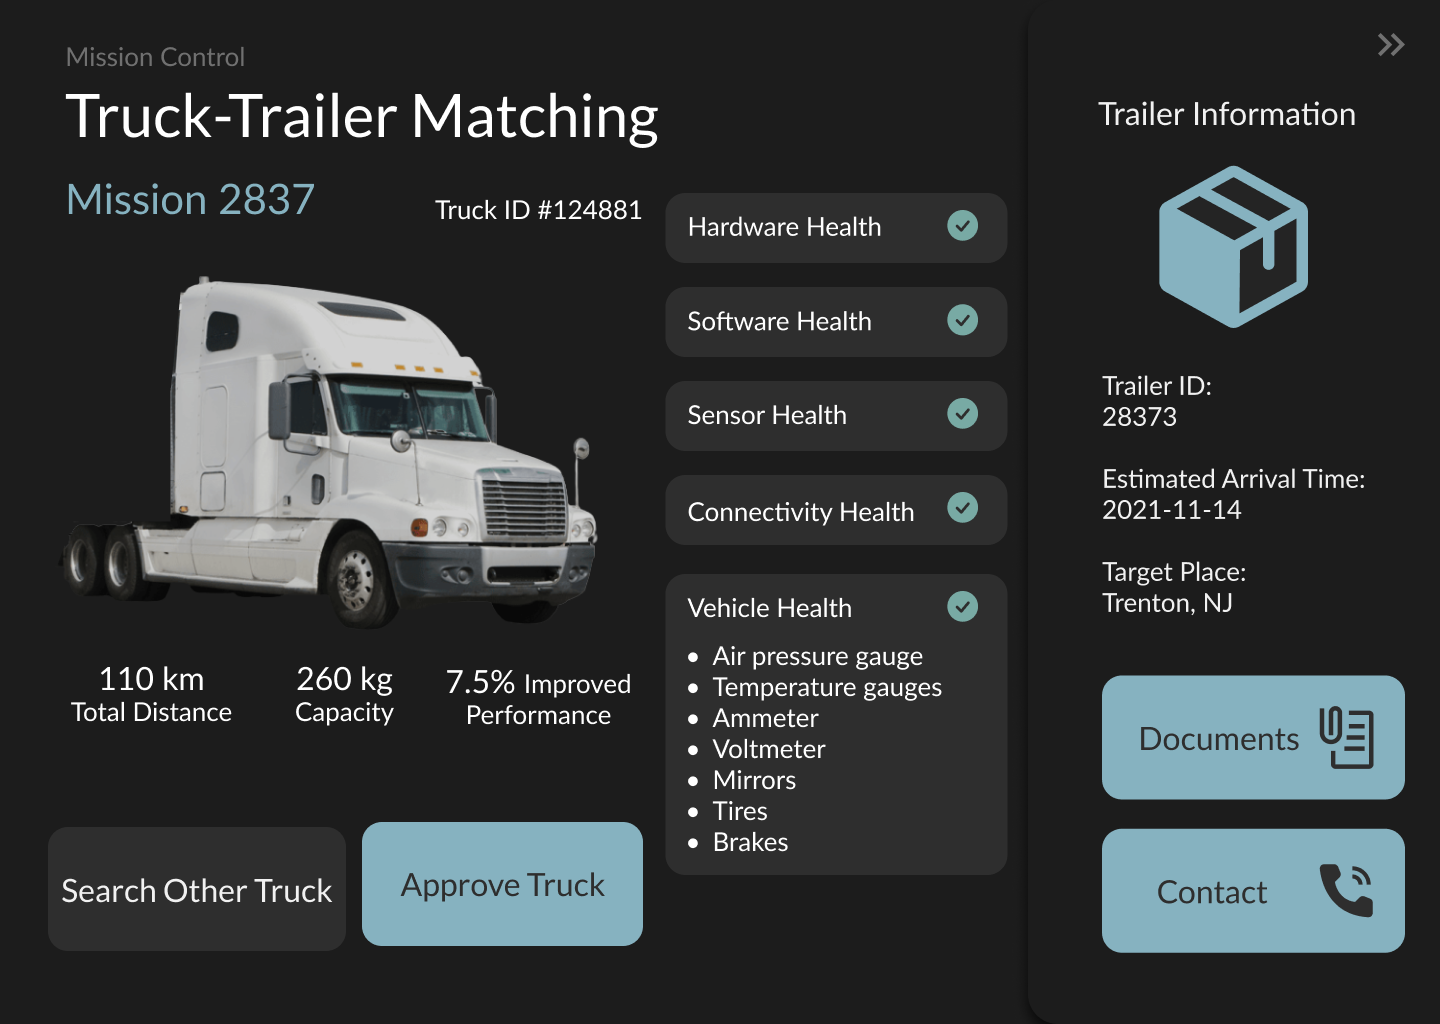 Mission Control
Truck-Trailer Matching
Mission 2837
Truck ID #124881
110 km
Total Distance
260 kg
Capacity
7.5% Improved
Performance
Search Other Truck
Approve Truck
Hardware Health
Software Health
Sensor Health
Connectivity Health
Vehicle Health
• Air pressure gauge
• Temperature gauges
• Ammeter
• Voltmeter
• Mirrors
• Tires
• Brakes
Trailer Information
Trailer ID:
28373
Estimated Arrival Time:
2021-11-14
Target Place:
Trenton, NJ
Documents
Contact